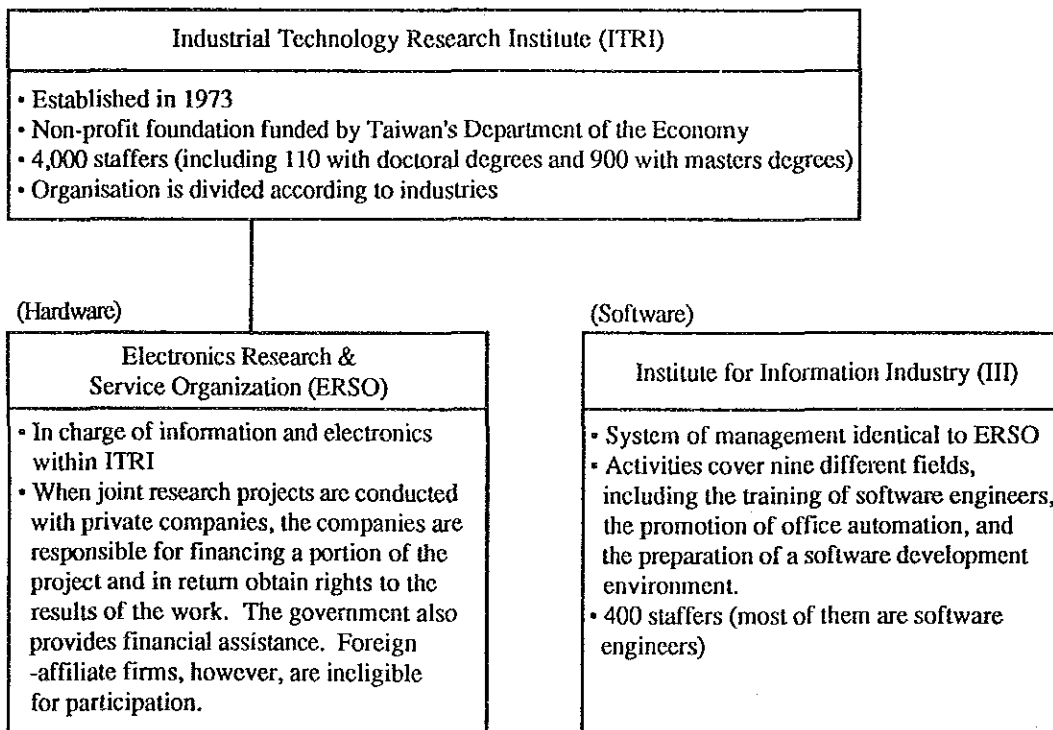 Industrial Technology Research Institute (ITRI)
• Established in 1973
• Non-profit foundation funded by Taiwan's Department of the Economy
• 4,000 staffers (including 110 with doctoral degrees and 900 with masters degrees)
• Organisation is divided according to industries
(Hardware)
Electronics Research &
Service Organization (ERSO)
• In charge of information and electronics
within ITRI
• When joint research projects are conducted
with private companies, the companies are
responsible for financing a portion of the
project and in return obtain rights to the
results of the work. The government also
provides financial assistance. Foreign
-affiliate firms, however, are ineligible
for participation.
(Software)
Institute for Information Industry (III)
• System of management identical to ERSO
• Activities cover nine different fields,
including the training of software engineers,
the promotion of office automation, and
the preparation of a software development
environment.
• 400 staffers (most of them are software
engineers)